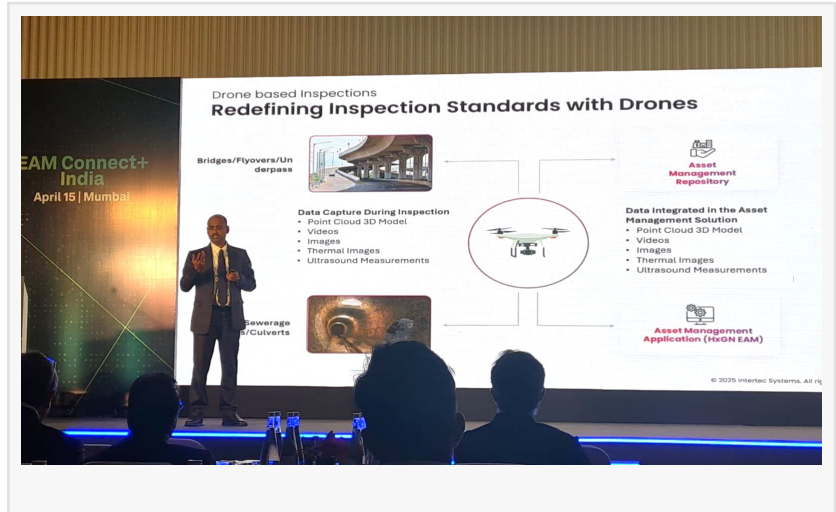 EAM Connect+
India
April 15 | Mumbai
Drone based Inspections
Redefining Inspection Standards with Drones
Bridges/Flyovers/Un
derpass
Data Capture During Inspection
• Point Cloud 3D Model
• Videos
• Images
• Thermal Images
• Ultrasound Measurements
Sewerage
s/Culverts
Asset
Management
Repository
Data Integrated in the Asset
Management Solution
• Point Cloud 3D Model
• Videos
• Images
• Thermal Images
• Ultrasound Measurements
Asset Management
Application (HxGN EAM)
© 2025 Intertec Systems. All rig